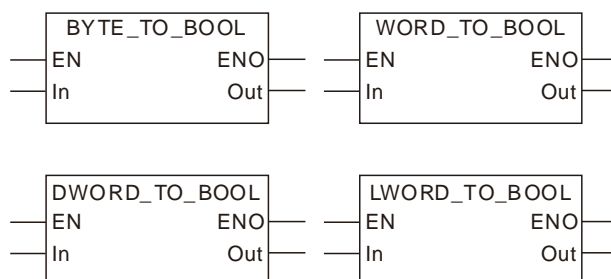 BYTE_TO_BOOL
EN ENO
In Out
WORD_TO_BOOL
EN ENO
In Out
DWORD_TO_BOOL
EN ENO
In Out
LWORD_TO_BOOL
EN ENO
In Out